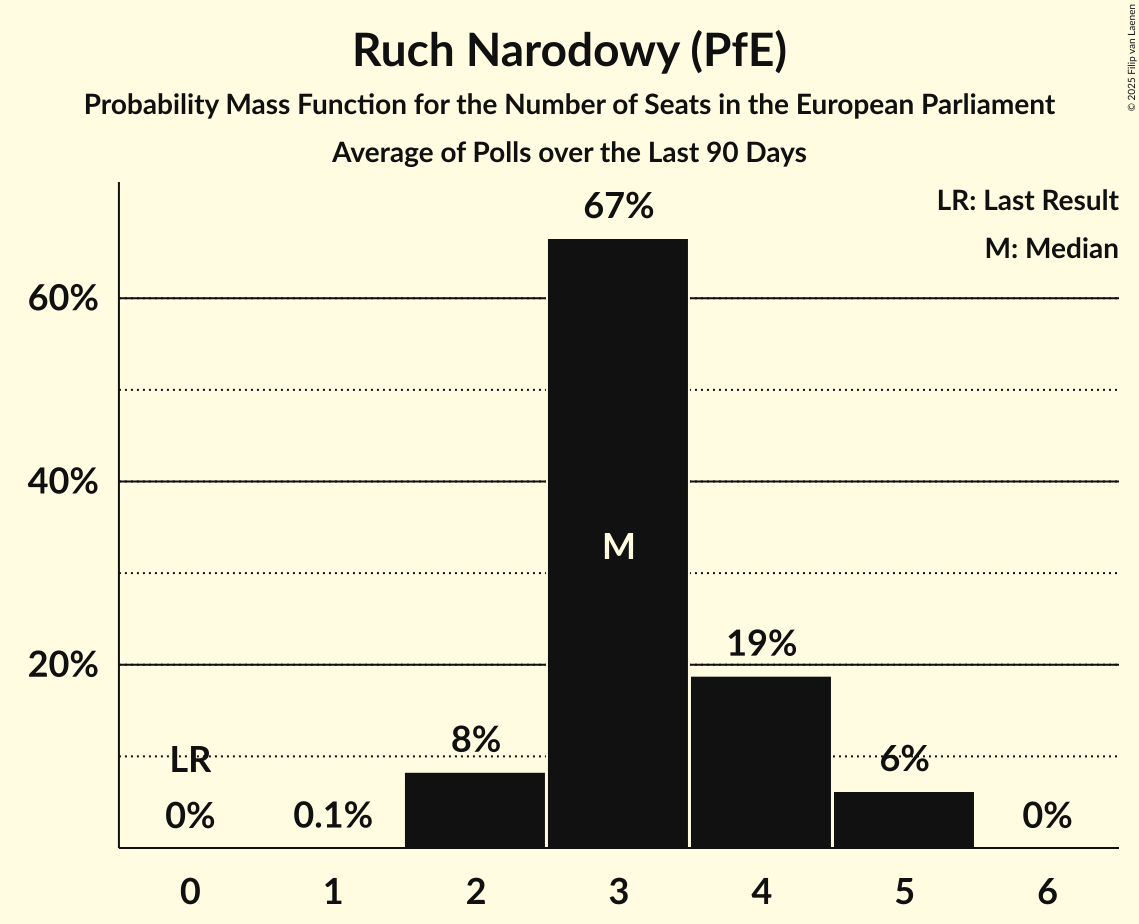 Ruch Narodowy (PfE)
Probability Mass Function for the Number of Seats in the European Parliament
Average of Polls over the Last 90 Days
© 2025 Filip van Laenen
LR: Last Result
M: Median
67%
60%
40%
M
20%
19%
8%
LR
6%
0%
0.1%
0%
0
1
2
3
4
5
6